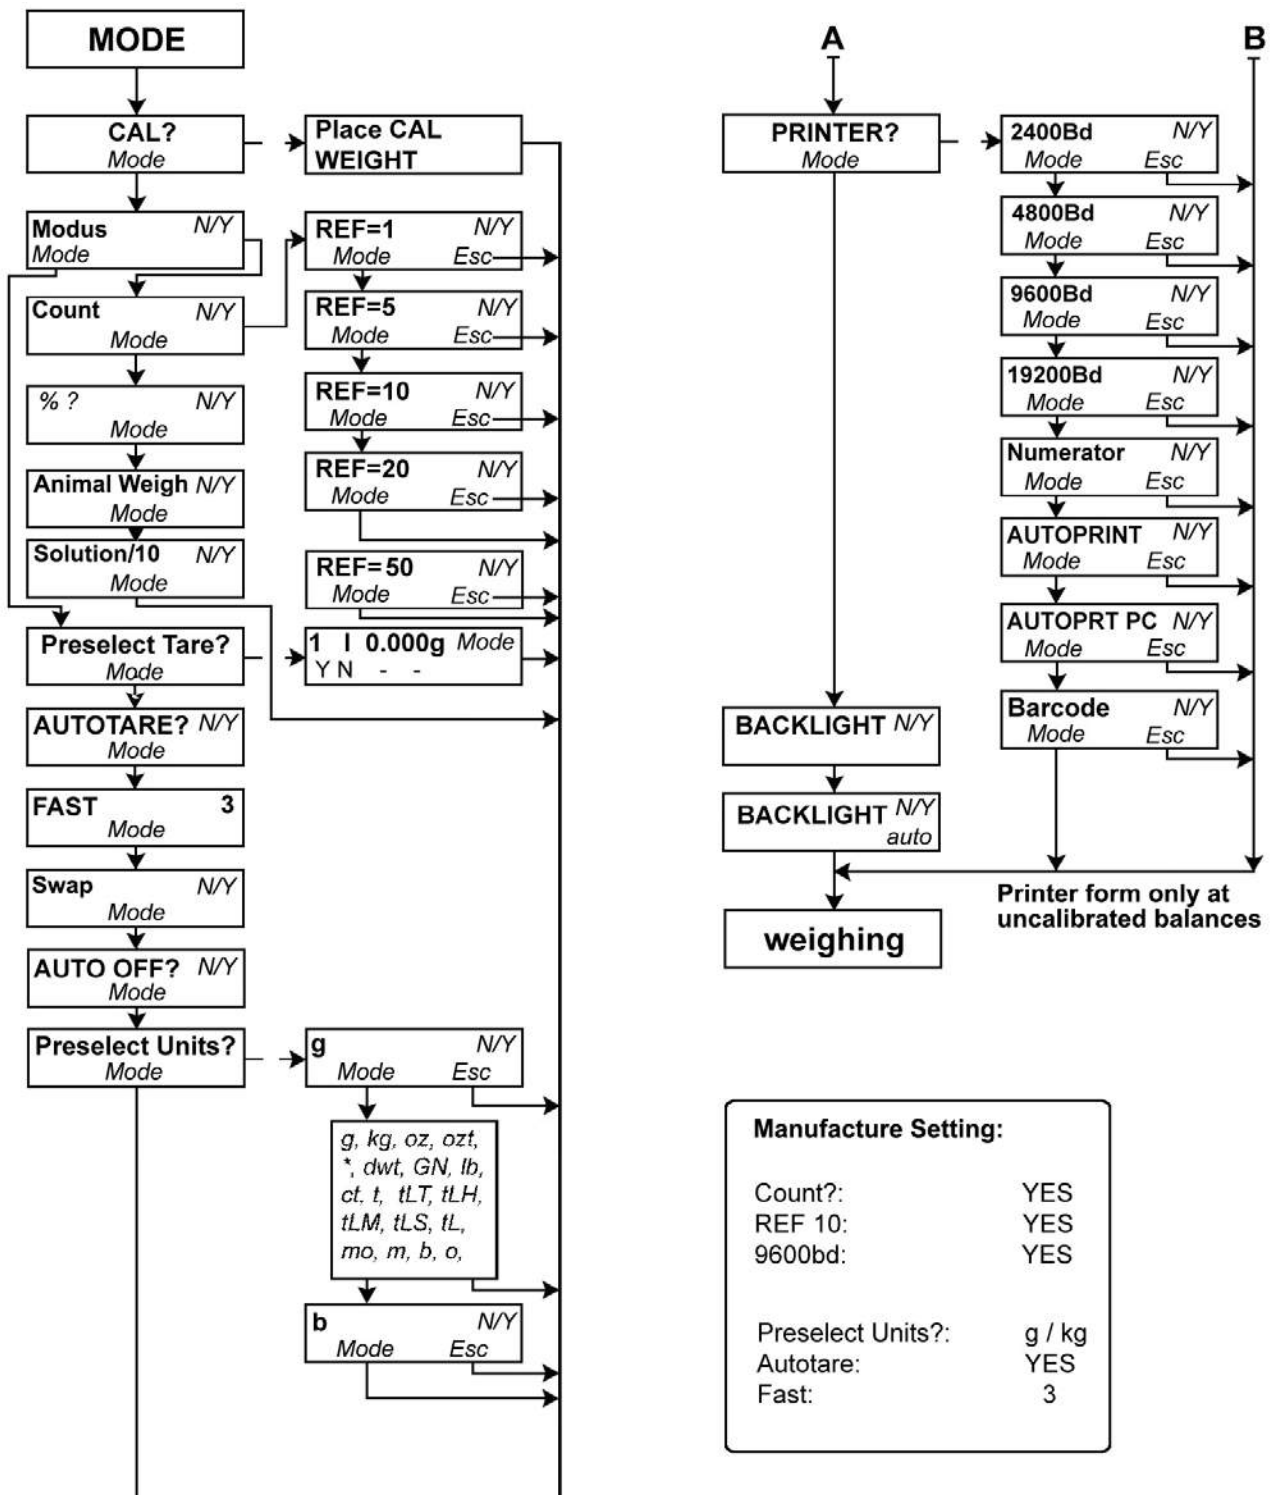 MODE
CAL?
Mode
Place CAL
WEIGHT
Modus N/Y
Mode
REF=1 N/Y
Mode Esc
Count N/Y
Mode
REF=5 N/Y
Mode Esc
% ? N/Y
Mode
REF=10 N/Y
Mode Esc
Animal Weigh N/Y
Mode
REF=20 N/Y
Mode Esc
Solution/10 N/Y
Mode
REF=50 N/Y
Mode Esc
Preselect Tare?
Mode
1 I 0.000g Mode
Y N - -
AUTOTARE? N/Y
Mode
FAST 3
Mode
Swap N/Y
Mode
AUTO OFF? N/Y
Mode
Preselect Units?
Mode
g N/Y
Mode Esc
g, kg, oz, ozt,
*, dwt, GN, lb,
ct. t, tLT, tLH,
tLM, tLS, tL,
mo, m, b, o,
b N/Y
Mode Esc
A
B
PRINTER?
Mode
2400Bd N/Y
Mode Esc
4800Bd N/Y
Mode Esc
9600Bd N/Y
Mode Esc
19200Bd N/Y
Mode Esc
Numerator N/Y
Mode Esc
AUTOPRINT N/Y
Mode Esc
AUTOPRT PC N/Y
Mode Esc
Barcode N/Y
Mode Esc
BACKLIGHT N/Y
BACKLIGHT N/Y
auto
Printer form only at
uncalibrated balances
weighing
Manufacture Setting:
Count?: YES
REF 10: YES
9600bd: YES
Preselect Units?: g / kg
Autotare: YES
Fast: 3